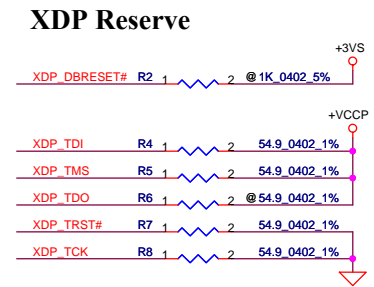 XDP Reserve
+3VS
XDP_DBRESET# R2 1 2 @ 1K_0402_5%
+VCCP
XDP_TDI R4 1 2 54.9_0402_1%
XDP_TMS R5 1 2 54.9_0402_1%
XDP_TDO R6 1 2 @ 54.9_0402_1%
XDP_TRST# R7 1 2 54.9_0402_1%
XDP_TCK R8 1 2 54.9_0402_1%